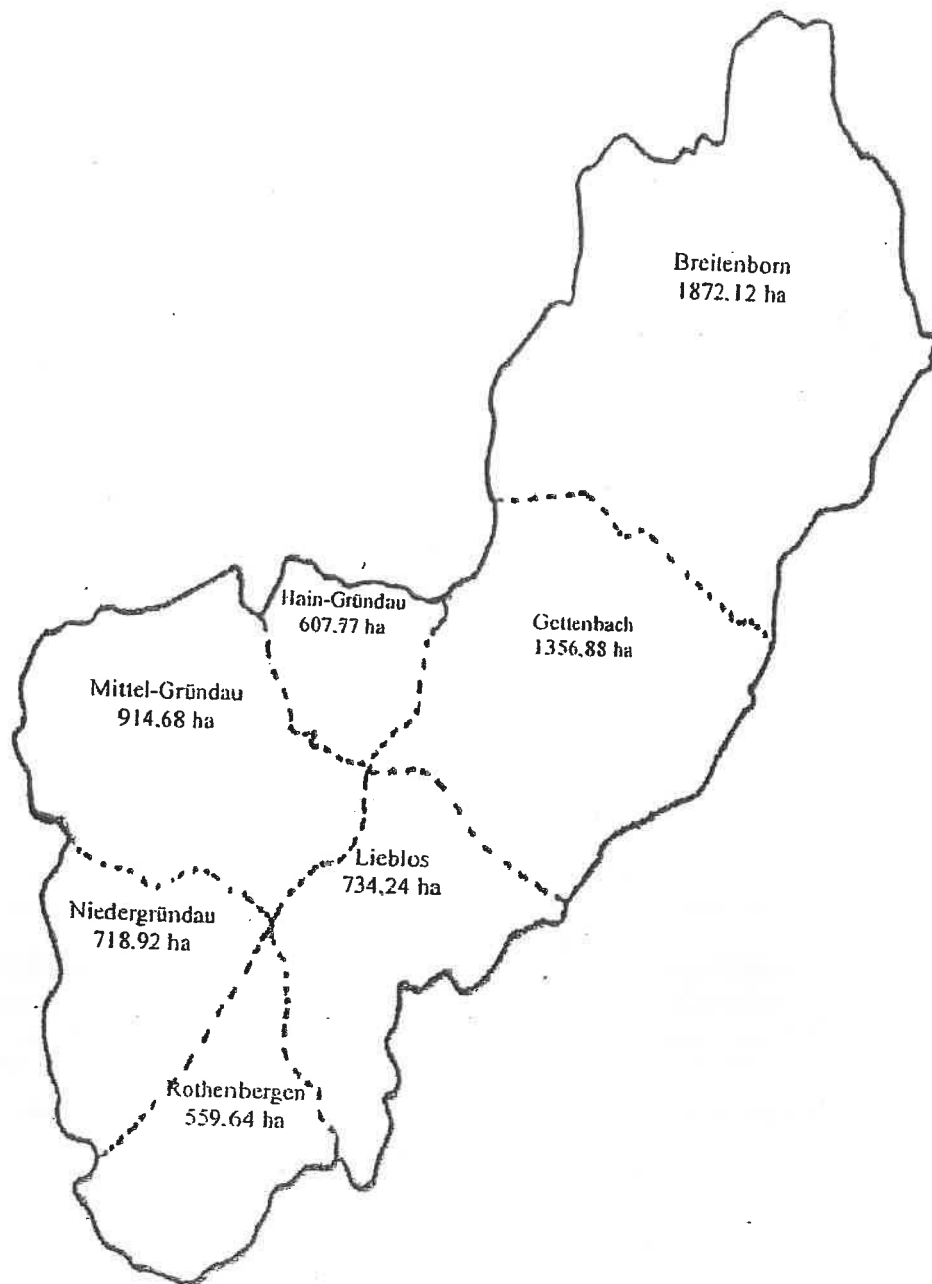 Breitenborn
1872.12 ha
Hain-Gründau
607.77 ha
Gettenbach
1356,88 ha
Mittel-Gründau
914.68 ha
Lieblos
734,24 ha
Niedergründau
718.92 ha
Rothenbergen
559.64 ha